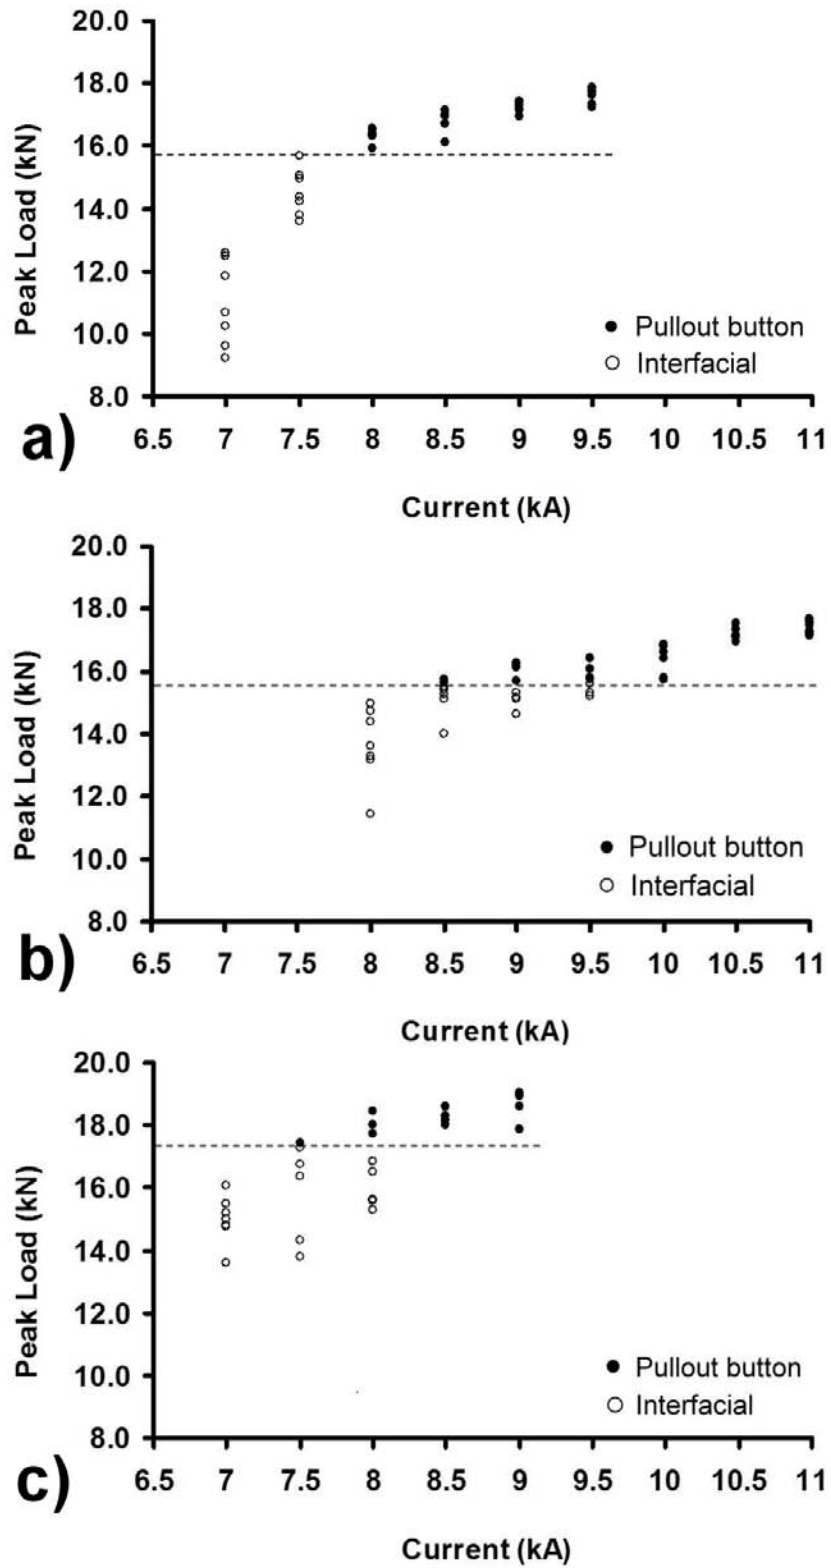 20.0
18.0
16.0
14.0
12.0
10.0
8.0
Peak Load (kN)
Pullout button
Interfacial
a)
6.5 7 7.5 8 8.5 9 9.5 10 10.5 11
Current (kA)
20.0
18.0
16.0
14.0
12.0
10.0
8.0
Peak Load (kN)
Pullout button
Interfacial
b)
6.5 7 7.5 8 8.5 9 9.5 10 10.5 11
Current (kA)
20.0
18.0
16.0
14.0
12.0
10.0
8.0
Peak Load (kN)
Pullout button
Interfacial
c)
6.5 7 7.5 8 8.5 9 9.5 10 10.5 11
Current (kA)